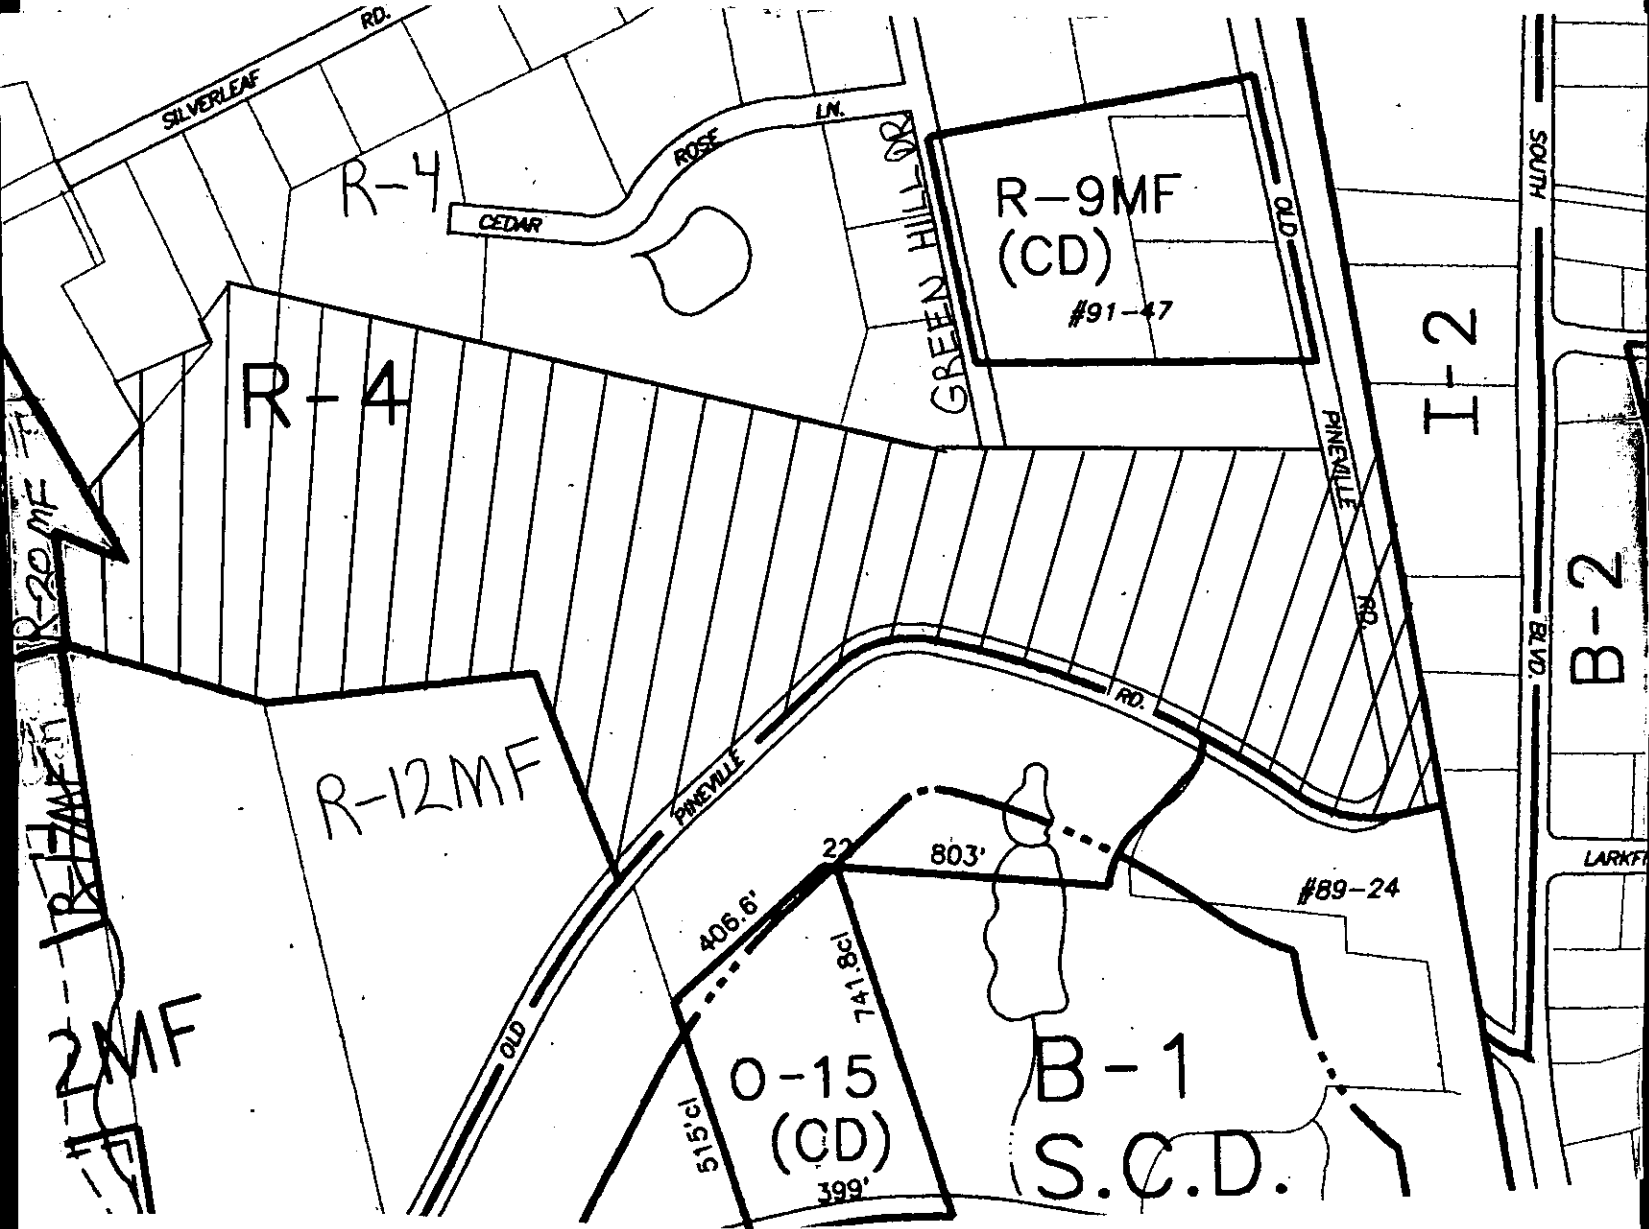 RD.
SILVERLEAF
R-4
CEDAR
ROSE
LN.
GREEN HILL DR
R-9MF
(CD)
#91-47
OLD
PINEVILLE
RD.
I-2
SOUTH
BLVD.
B-2
R-4
R-20MF
R-12MF
R-17MF
2MF
OLD
PINEVILLE
RD.
22
803'
406.6'
741.8cl
515'cl
399'
#89-24
LARKF
O-15
(CD)
B-1
S.C.D.